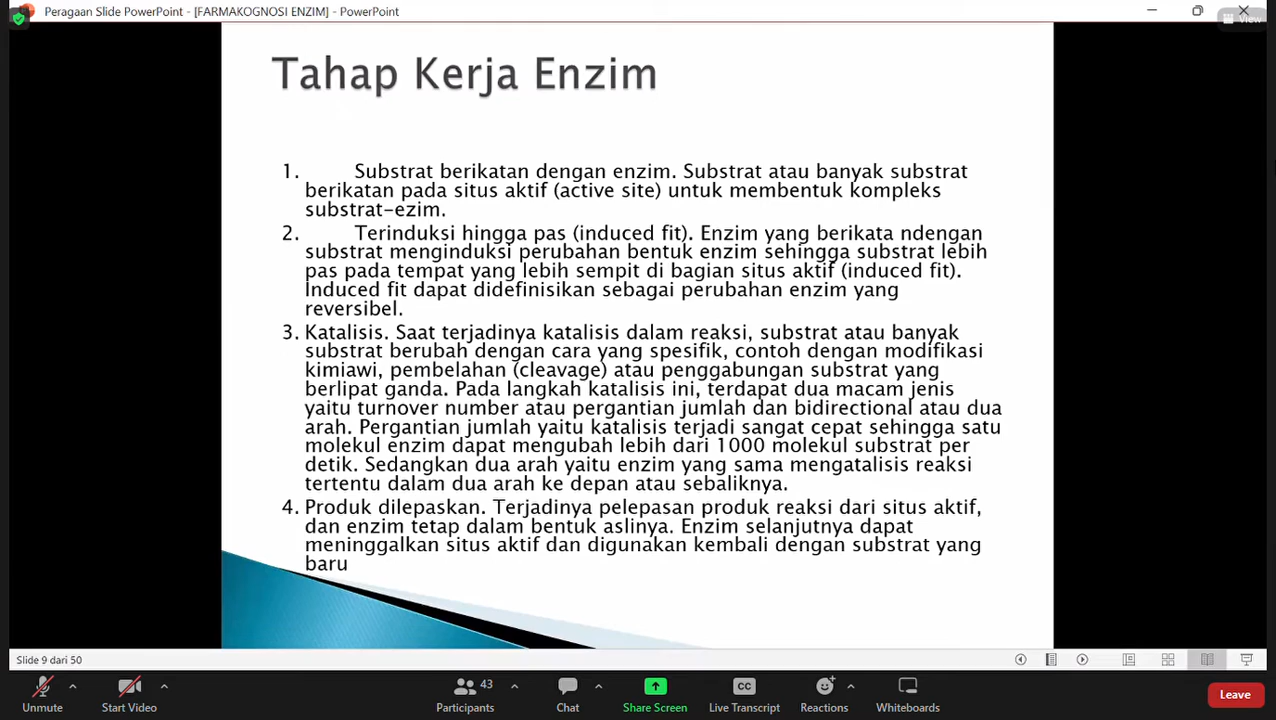 Peragaan Slide PowerPoint - [FARMAKOGNOSI ENZIM] - PowerPoint
View
Tahap Kerja Enzim
1. Substrat berikatan dengan enzim. Substrat atau banyak substrat
berikatan pada situs aktif (active site) untuk membentuk kompleks
substrat-ezim.
2. Terinduksi hingga pas (induced fit). Enzim yang berikata ndengan
substrat menginduksi perubahan bentuk enzim sehingga substrat lebih
pas pada tempat yang lebih sempit di bagian situs aktif (induced fit).
Induced fit dapat didefinisikan sebagai perubahan enzim yang
reversibel.
3. Katalisis. Saat terjadinya katalisis dalam reaksi, substrat atau banyak
substrat berubah dengan cara yang spesifik, contoh dengan modifikasi
kimiawi, pembelahan (cleavage) atau penggabungan substrat yang
berlipat ganda. Pada langkah katalisis ini, terdapat dua macam jenis
yaitu turnover number atau pergantian jumlah dan bidirectional atau dua
arah. Pergantian jumlah yaitu katalisis terjadi sangat cepat sehingga satu
molekul enzim dapat mengubah lebih dari 1000 molekul substrat per
detik. Sedangkan dua arah yaitu enzim yang sama mengatalisis reaksi
tertentu dalam dua arah ke depan atau sebaliknya.
4. Produk dilepaskan. Terjadinya pelepasan produk reaksi dari situs aktif,
dan enzim tetap dalam bentuk aslinya. Enzim selanjutnya dapat
meninggalkan situs aktif dan digunakan kembali dengan substrat yang
baru
Slide 9 dari 50
Unmute
Start Video
43
Participants
Chat
Share Screen
CC
Live Transcript
Reactions
Whiteboards
Leave